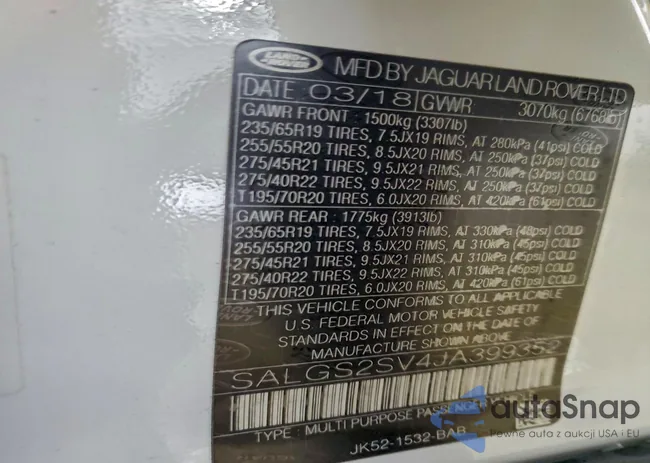 LAND ROVER
MFD BY JAGUAR LAND ROVER LTD
DATE: 03/18 GVWR 3070kg (6768lb)
GAWR FRONT : 1500kg (3307lb)
235/65R19 TIRES, 7.5JX19 RIMS, AT 280kPa (41psi) COLD
255/55R20 TIRES, 8.5JX20 RIMS, AT 250kPa (37psi) COLD
275/45R21 TIRES, 9.5JX21 RIMS, AT 250kPa (37psi) COLD
275/40R22 TIRES, 9.5JX22 RIMS, AT 250kPa (37psi) COLD
T195/70R20 TIRES, 6.0JX20 RIMS, AT 420kPa (61psi) COLD
GAWR REAR : 1775kg (3913lb)
235/65R19 TIRES, 7.5JX19 RIMS, AT 330kPa (48psi) COLD
255/55R20 TIRES, 8.5JX20 RIMS, AT 310kPa (45psi) COLD
275/45R21 TIRES, 9.5JX21 RIMS, AT 310kPa (45psi) COLD
275/40R22 TIRES, 9.5JX22 RIMS, AT 310kPa (45psi) COLD
T195/70R20 TIRES, 6.0JX20 RIMS, AT 420kPa (61psi) COLD
THIS VEHICLE CONFORMS TO ALL APPLICABLE
U.S. FEDERAL MOTOR VEHICLE SAFETY
STANDARDS IN EFFECT ON THE DATE OF
MANUFACTURE SHOWN ABOVE
SALGS2SV4JA399352
TYPE : MULTI PURPOSE PASSENGER
JK52-1532-BAB
autoSnap
Pewne auta z aukcji USA i EU